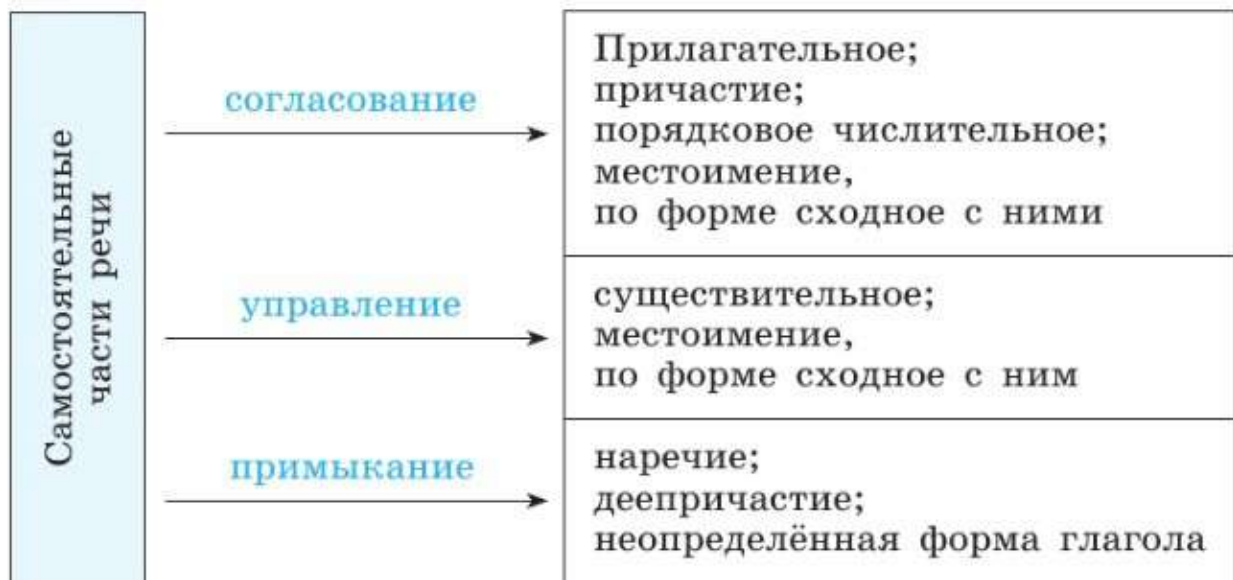 Самостоятельные
части речи
согласование
Прилагательное;
причастие;
порядковое числительное;
местоимение,
по форме сходное с ними
управление
существительное;
местоимение,
по форме сходное с ним
примыкание
наречие;
деепричастие;
неопределённая форма глагола